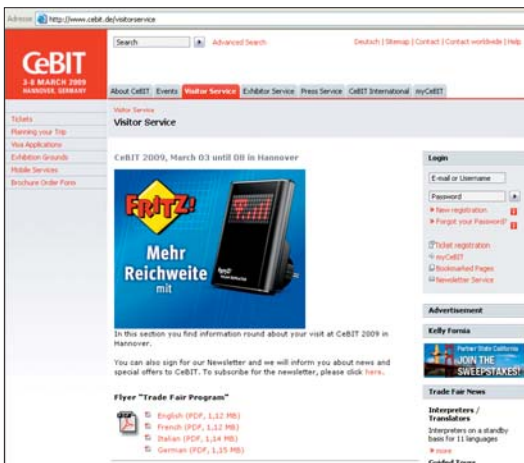 Adresse http://www.cebit.de/visitorservice
Search Advanced Search Deutsch | Sitemap | Contact | Contact worldwide | Help
CeBIT
3-8 MARCH 2009
HANNOVER, GERMANY
About CeBIT Events Visitor Service Exhibitor Service Press Service CeBIT International myCeBIT
Tickets
Planning your Trip
Visa Applications
Exhibition Grounds
Mobile Services
Brochure Order Form
Visitor Service
Visitor Service
CeBIT 2009, March 03 until 08 in Hannover
FRITZ!
Mehr
Reichweite
mit
In this section you find information round about your visit at CeBIT 2009 in
Hannover.
You can also sign for our Newsletter and we will inform you about news and
special offers to CeBIT. To subscribe for the newsletter, please click here.
Flyer "Trade Fair Program"
English (PDF, 1,12 MB)
French (PDF, 1,12 MB)
Italian (PDF, 1,14 MB)
German (PDF, 1,15 MB)
Login
E-mail or Username
Password
New registration
Forgot your Password?
Ticket registration
myCeBIT
Bookmarked Pages
Newsletter Service
Advertisement
Kelly Fornia
Partner State California
JOIN THE
SWEEPSTAKES!
Trade Fair News
Interpreters /
Translators
Interpreters on a standby
basis for 11 languages
more
Guided Tours